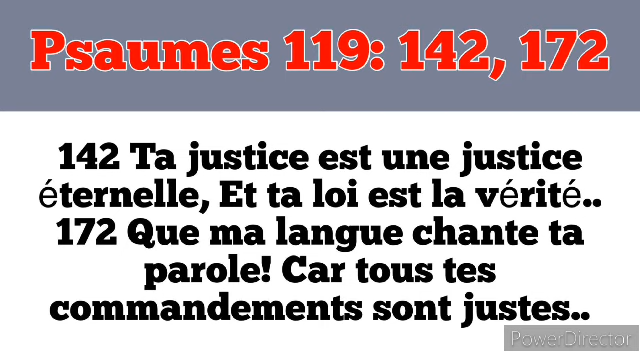 Psaumes 119: 142, 172
142 Ta justice est une justice
éternelle, Et ta loi est la vérité..
172 Que ma langue chante ta
parole! Car tous tes
commandements sont justes..
PowerDirector